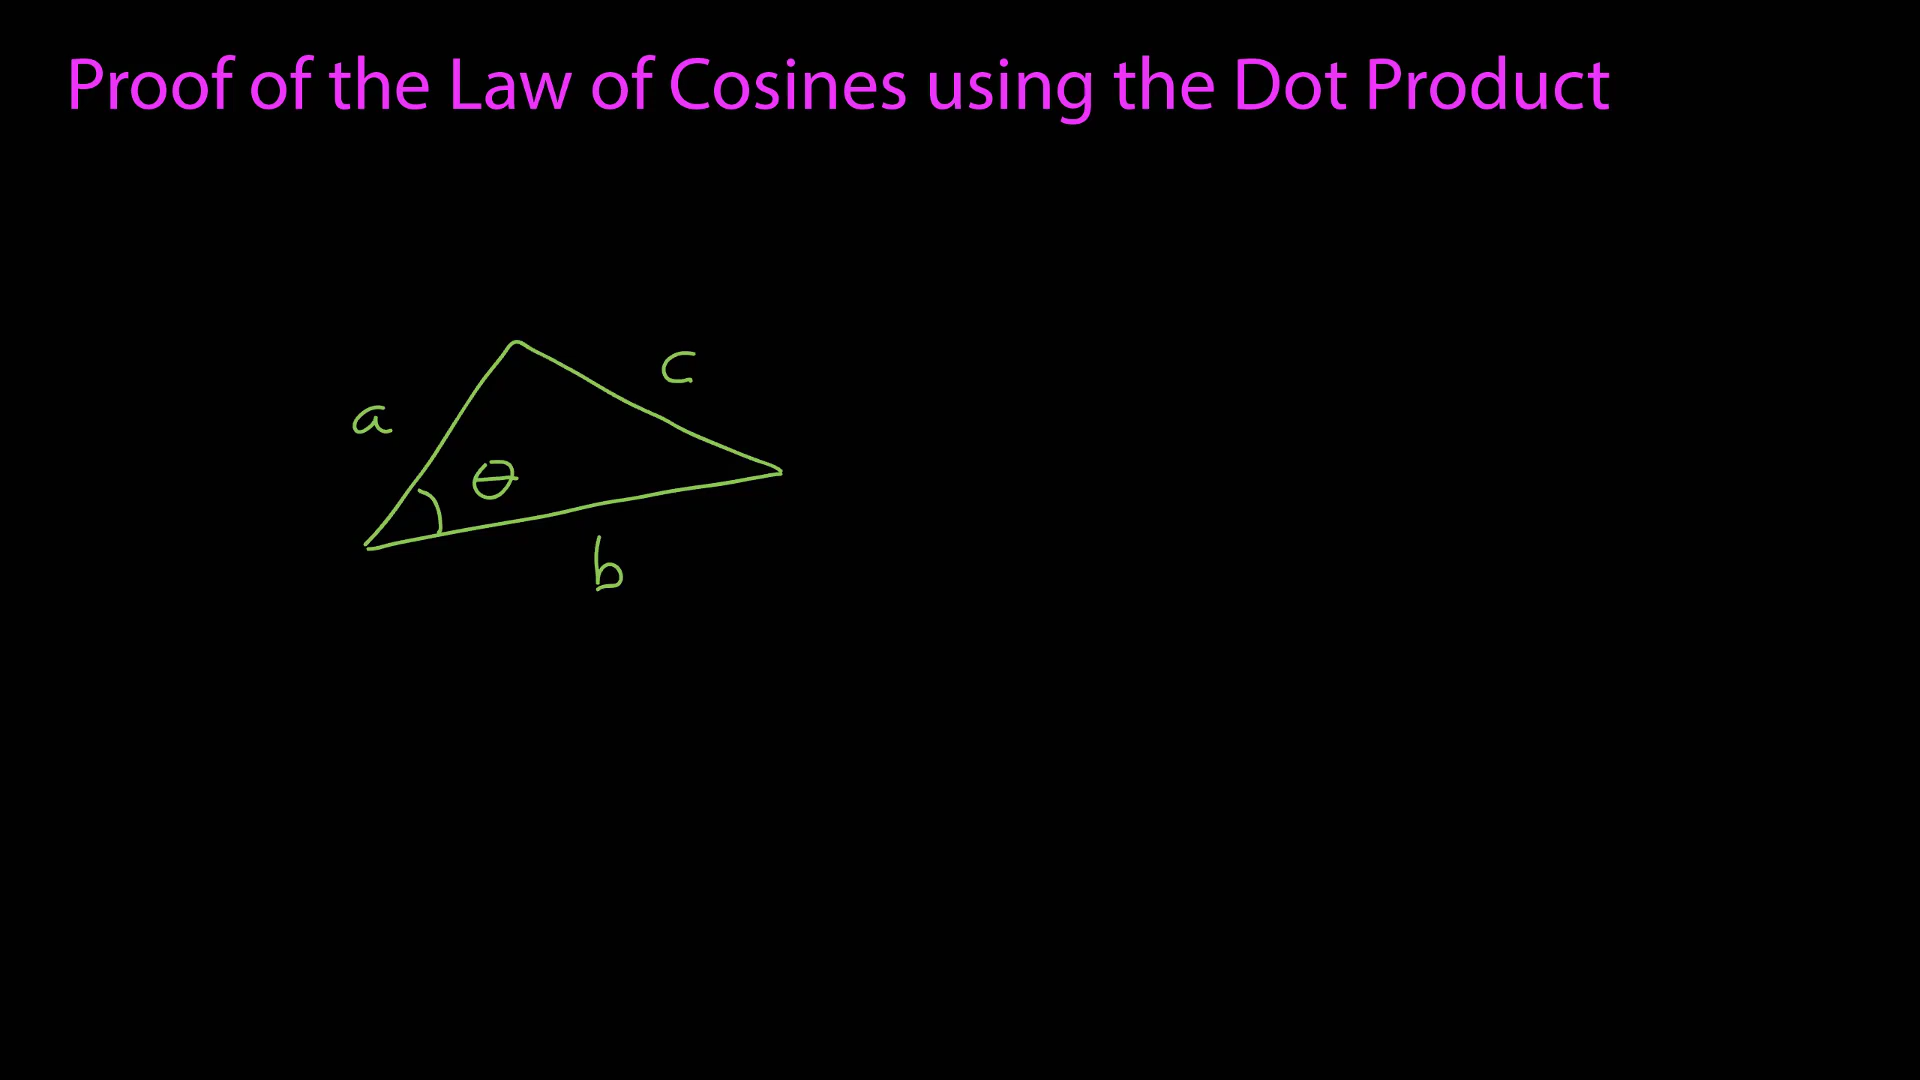 Proof of the Law of Cosines using the Dot Product
c
a
θ
b